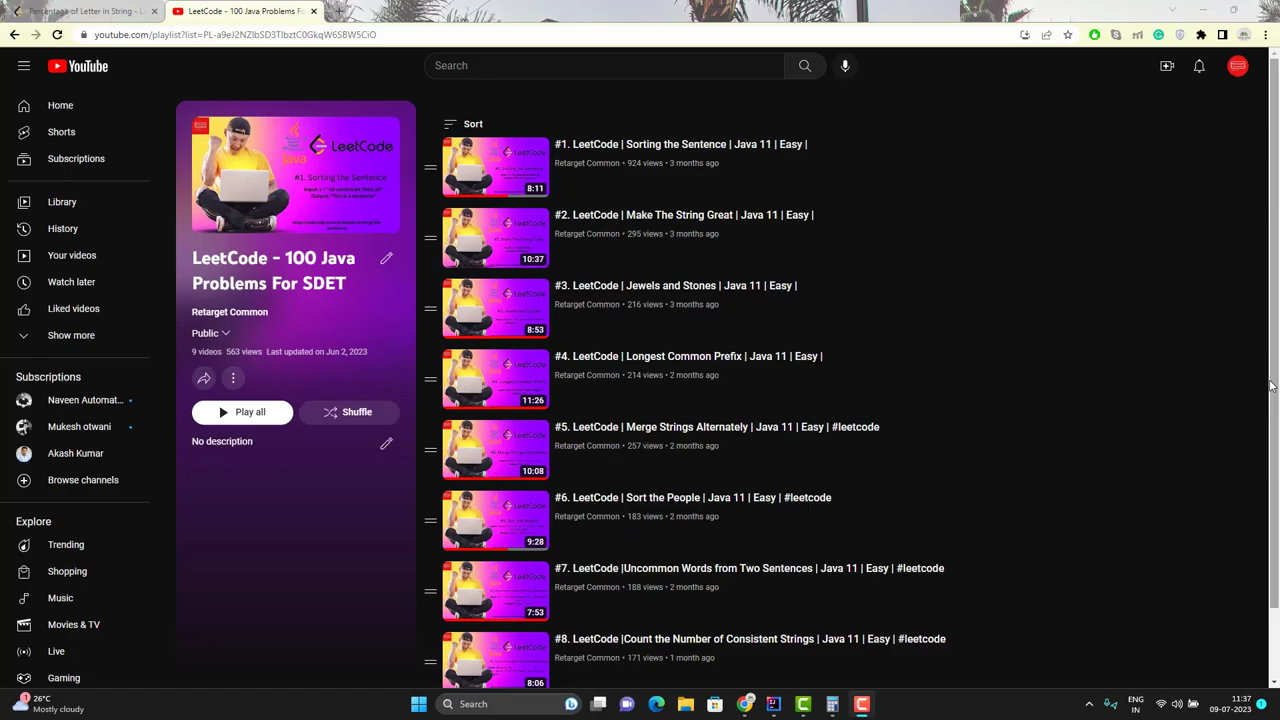 Percentage of Letter in String - L
LeetCode - 100 Java Problems Fo
youtube.com/playlist?list=PL-a9eJ2NZlbSD3TlbztC0GkqW6SBW5CiO
YouTube
Search
Home
Shorts
Subscriptions
Library
History
Your videos
Watch later
Liked videos
Show more
Subscriptions
Naveen Automat...
Mukesh otwani
Rahul Kumar
Browse channels
Explore
Trending
Shopping
Music
Movies & TV
Live
Gaming
Java
LeetCode
#1. Sorting the Sentence
Output: "This is a sentence"
LeetCode - 100 Java
Problems For SDET
Retarget Common
Public
9 videos 563 views Last updated on Jun 2, 2023
Play all
Shuffle
No description
Sort
#1. LeetCode | Sorting the Sentence | Java 11 | Easy |
Retarget Common • 924 views • 3 months ago
8:11
#2. LeetCode | Make The String Great | Java 11 | Easy |
Retarget Common • 295 views • 3 months ago
10:37
#3. LeetCode | Jewels and Stones | Java 11 | Easy |
Retarget Common • 216 views • 3 months ago
8:53
#4. LeetCode | Longest Common Prefix | Java 11 | Easy |
Retarget Common • 214 views • 2 months ago
11:26
#5. LeetCode | Merge Strings Alternately | Java 11 | Easy | #leetcode
Retarget Common • 257 views • 2 months ago
10:08
#6. LeetCode | Sort the People | Java 11 | Easy | #leetcode
Retarget Common • 183 views • 2 months ago
9:28
#7. LeetCode |Uncommon Words from Two Sentences | Java 11 | Easy | #leetcode
Retarget Common • 188 views • 2 months ago
7:53
#8. LeetCode |Count the Number of Consistent Strings | Java 11 | Easy | #leetcode
Retarget Common • 171 views • 1 month ago
8:06
26°C
Mostly cloudy
Search
ENG
IN
11:37
09-07-2023